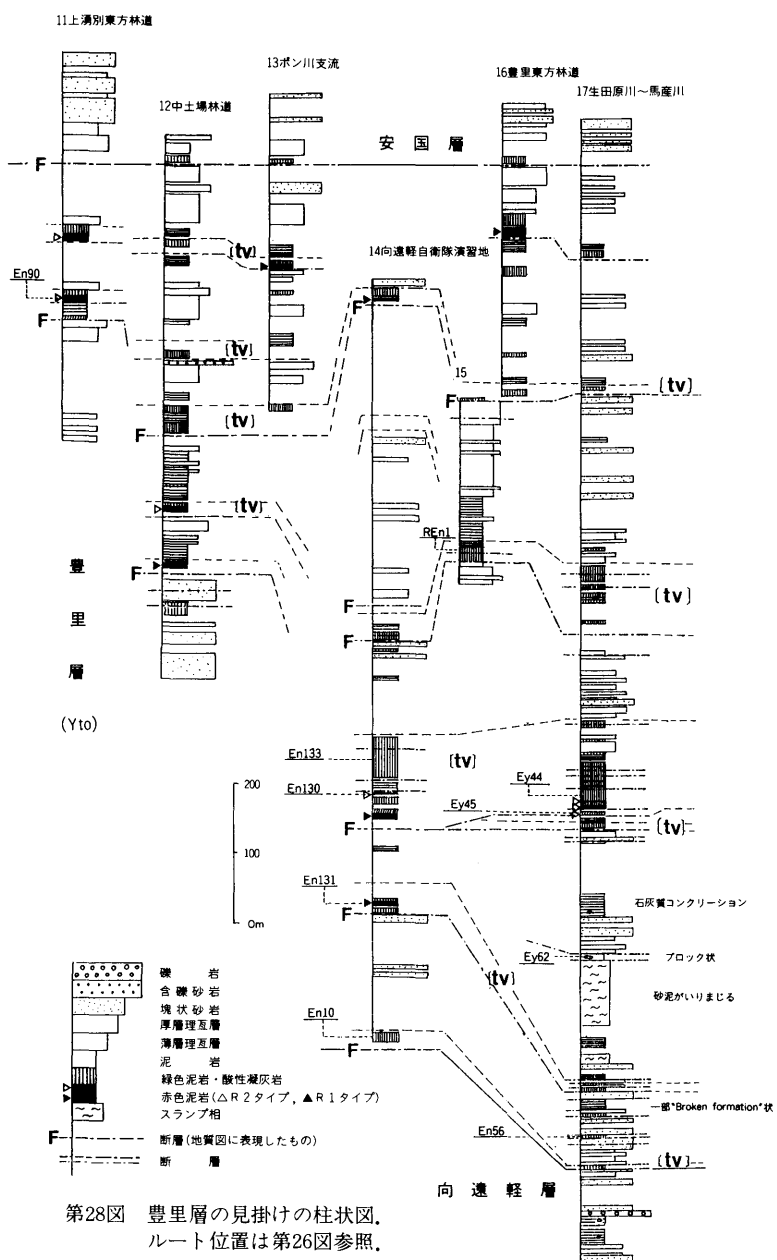 11上湧別東方林道
12中土場林道
13ポン川支流
16豊里東方林道
17生田原川～馬産川
安国層
F
14向遠軽自衛隊演習地
[tv]
En90
F
[tv]
F
[tv]
15
F
[tv]
F
[tv]
REn1
[tv]
F
豊里層
(Yto)
F
F
En133
[tv]
En130
Ey44
Ey45
F
[tv]
200
100
0m
En131
F
石灰質コンクリーション
Ey62
ブロック状
[tv]
砂泥がいりまじる
En10
F
一部"Broken formation"状
En56
[tv]
向遠軽層
礫岩
含礫砂岩
塊状砂岩
厚層理互層
薄層理互層
泥岩
緑色泥岩・酸性凝灰岩
赤色泥岩(△R2タイプ,▲R1タイプ)
スランプ相
F 断層(地質図に表現したもの)
断層
第28図 豊里層の見掛けの柱状図.
ルート位置は第26図参照.